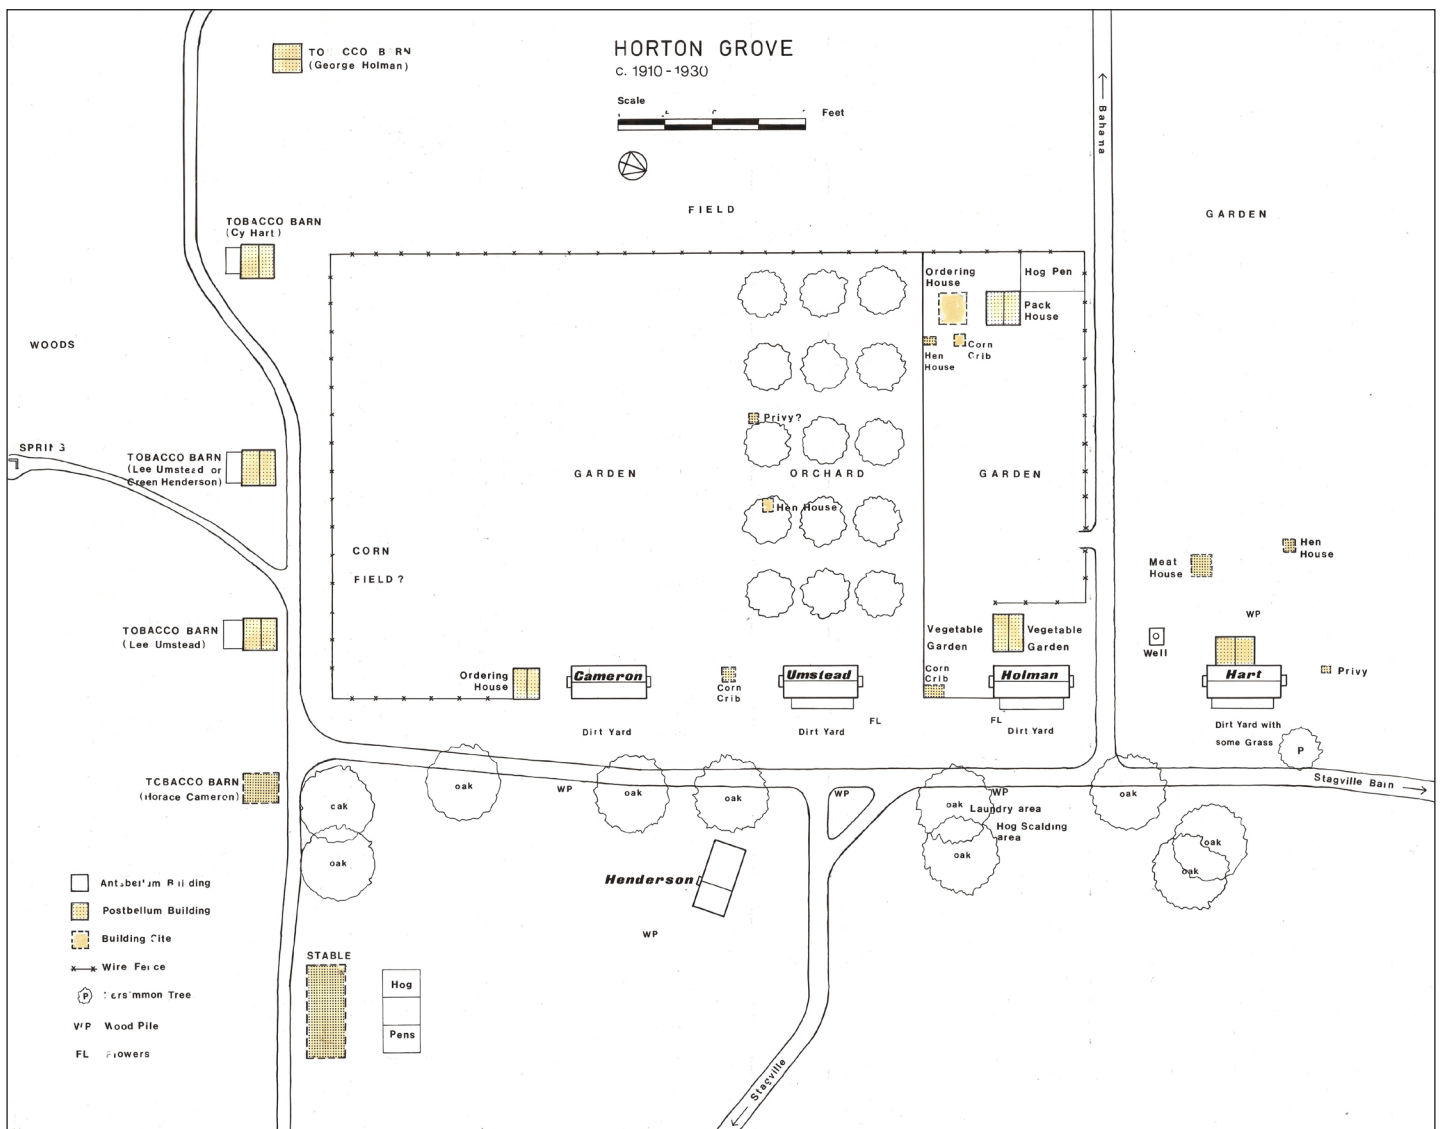 HORTON GROVE
c. 1910 - 1930
Scale
Feet
TO CCO B RN
(George Holman)
FIELD
Bahama
GARDEN
TOBACCO BARN
(Cy Hart)
Ordering
House
Hog Pen
Pack
House
Corn
Crib
Hen
House
WOODS
Privy?
SPRING
TOBACCO BARN
(Lee Umstead or
Green Henderson)
GARDEN
ORCHARD
GARDEN
Hen House
CORN
FIELD?
Hen
House
Meat
House
WP
TOBACCO BARN
(Lee Umstead)
Vegetable
Garden
Vegetable
Garden
Well
Ordering
House
Cameron
Corn
Crib
Umstead
Corn
Crib
Holman
Hart
Privy
FL
FL
Dirt Yard
Dirt Yard
Dirt Yard
Dirt Yard with
some Grass
P
TOBACCO BARN
(Horace Cameron)
oak
oak
WP
oak
oak
WP
oak
WP
Laundry area
Hog Scalding
area
oak
Stagville Barn
oak
oak
oak
oak
Henderson
WP
Antebellum Building
Postbellum Building
Building Site
Wire Fence
Persimmon Tree
WP Wood Pile
FL Flowers
STABLE
Hog
Pens
Stagville